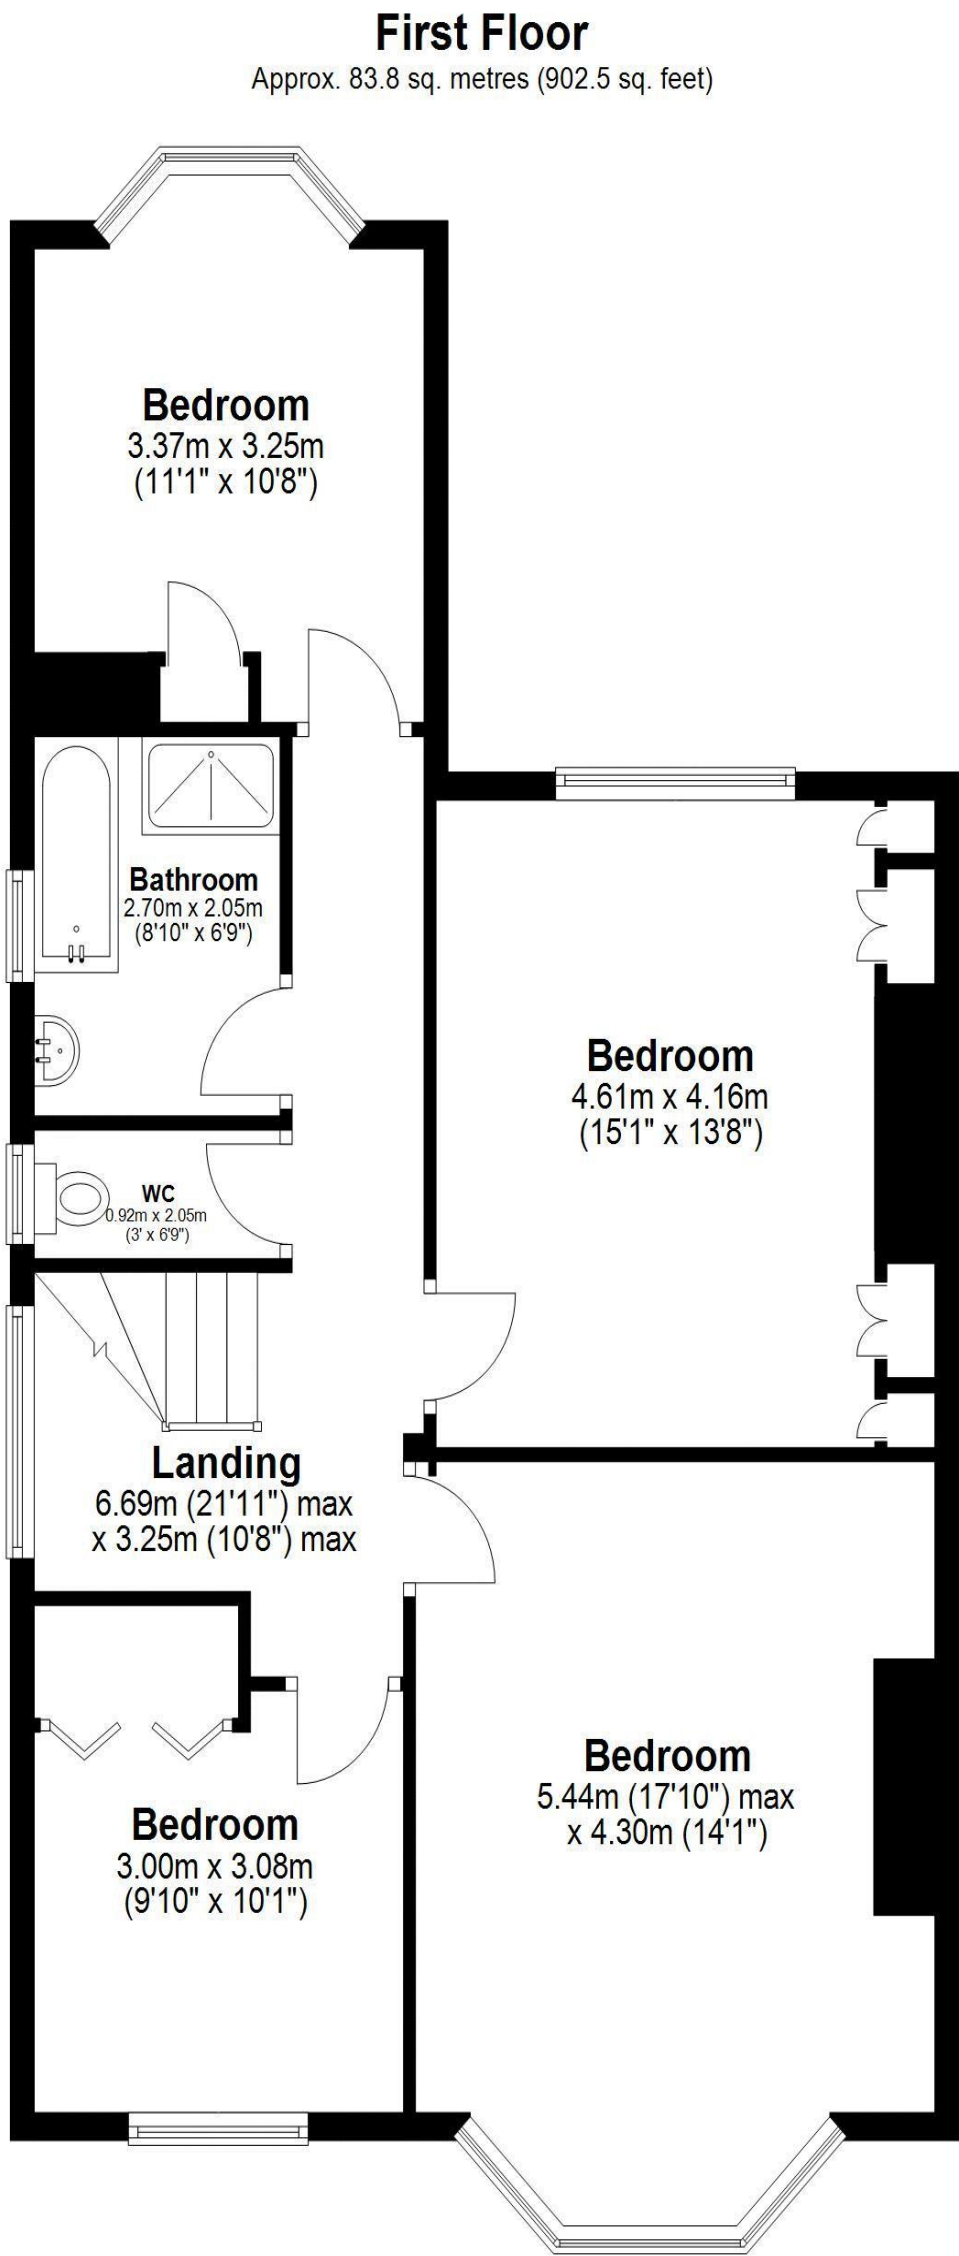 First Floor
Approx. 83.8 sq. metres (902.5 sq. feet)
Bedroom
3.37m x 3.25m
(11'1" x 10'8")
Bathroom
2.70m x 2.05m
(8'10" x 6'9")
Bedroom
4.61m x 4.16m
(15'1" x 13'8")
WC
0.92m x 2.05m
(3' x 6'9")
Landing
6.69m (21'11") max
x 3.25m (10'8") max
Bedroom
5.44m (17'10") max
x 4.30m (14'1")
Bedroom
3.00m x 3.08m
(9'10" x 10'1")